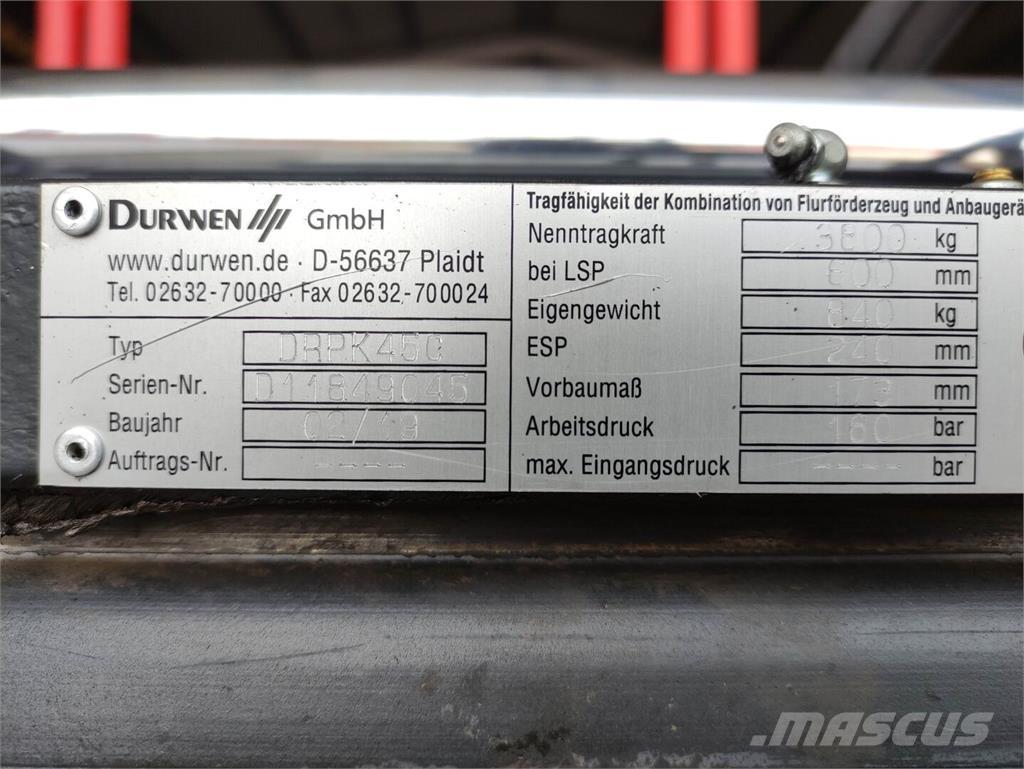 DURWEN GmbH
www.durwen.de · D-56637 Plaidt
Tel. 02632-70000 · Fax 02632-700024
Typ DRPK45C
Serien-Nr. D11849C45
Baujahr 02/19
Auftrags-Nr. ----
Tragfähigkeit der Kombination von Flurförderzeug und Anbaugerä
Nenntragkraft 3800 kg
bei LSP 600 mm
Eigengewicht 840 kg
ESP 240 mm
Vorbaumaß 173 mm
Arbeitsdruck 160 bar
max. Eingangsdruck ---- bar
MASCUS